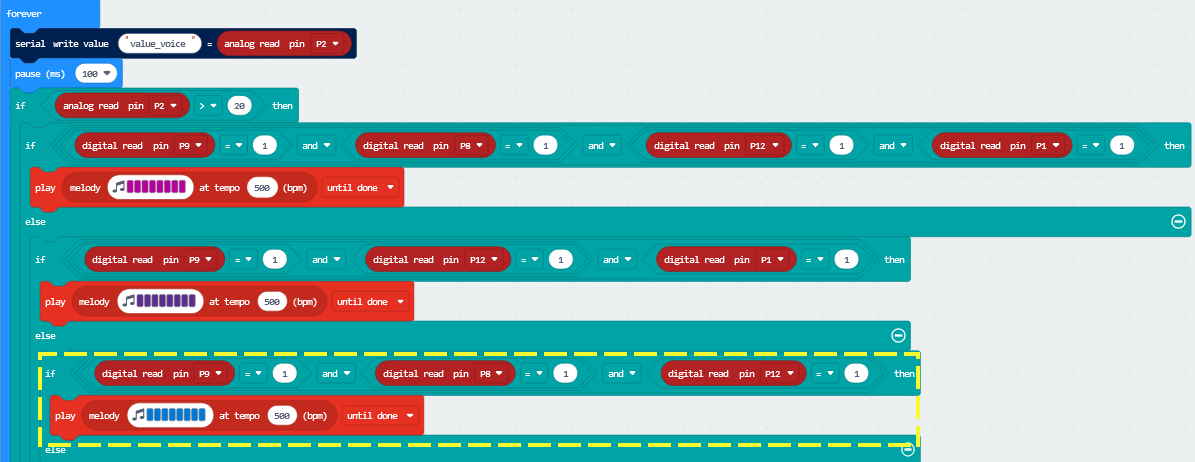 forever
serial write value "value_voice" = analog read pin P2
pause (ms) 100
if analog read pin P2 > 20 then
if digital read pin P9 = 1 and digital read pin P8 = 1 and digital read pin P12 = 1 and digital read pin P1 = 1 then
play melody at tempo 500 (bpm) until done
else
if digital read pin P9 = 1 and digital read pin P12 = 1 and digital read pin P1 = 1 then
play melody at tempo 500 (bpm) until done
else
if digital read pin P9 = 1 and digital read pin P8 = 1 and digital read pin P12 = 1 then
play melody at tempo 500 (bpm) until done
else